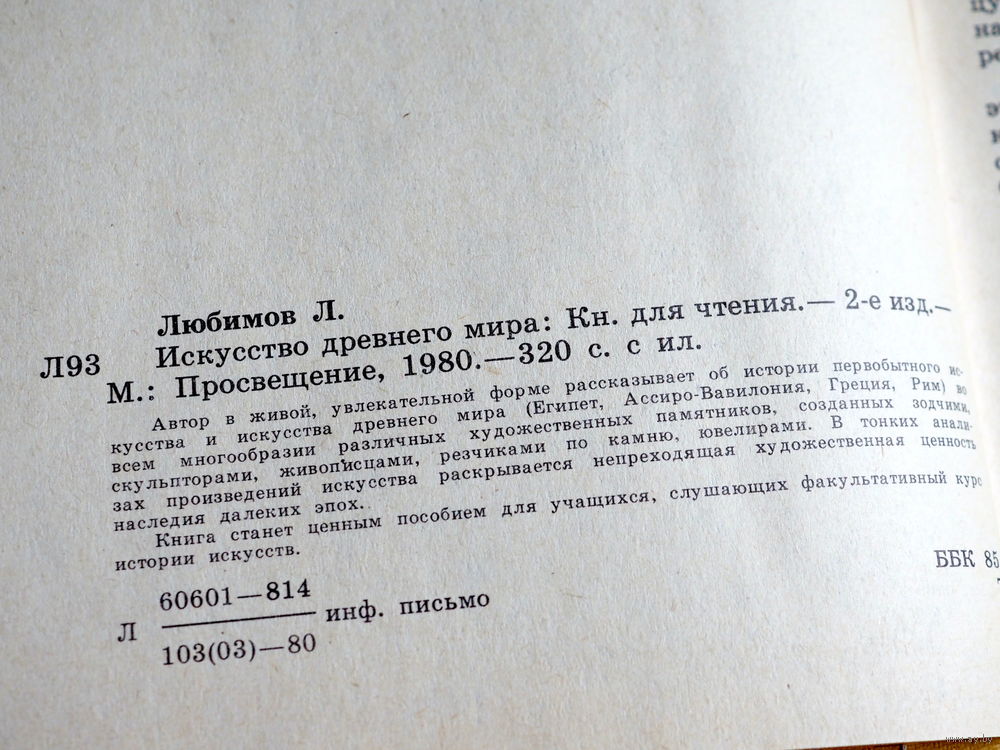 Любимов Л.
Л93 Искусство древнего мира: Кн. для чтения.— 2-е изд.—
М.: Просвещение, 1980.—320 с. с ил.
Автор в живой, увлекательной форме рассказывает об истории первобытного ис-
кусства и искусства древнего мира (Египет, Ассиро-Вавилония, Греция, Рим) во
всем многообразии различных художественных памятников, созданных зодчими,
скульпторами, живописцами, резчиками по камню, ювелирами. В тонких анали-
зах произведений искусства раскрывается непреходящая художественная ценность
наследия далеких эпох.
Книга станет ценным пособием для учащихся, слушающих факультативный курс
истории искусств.
ББК 85
60601—814
Л инф. письмо
103(03)—80